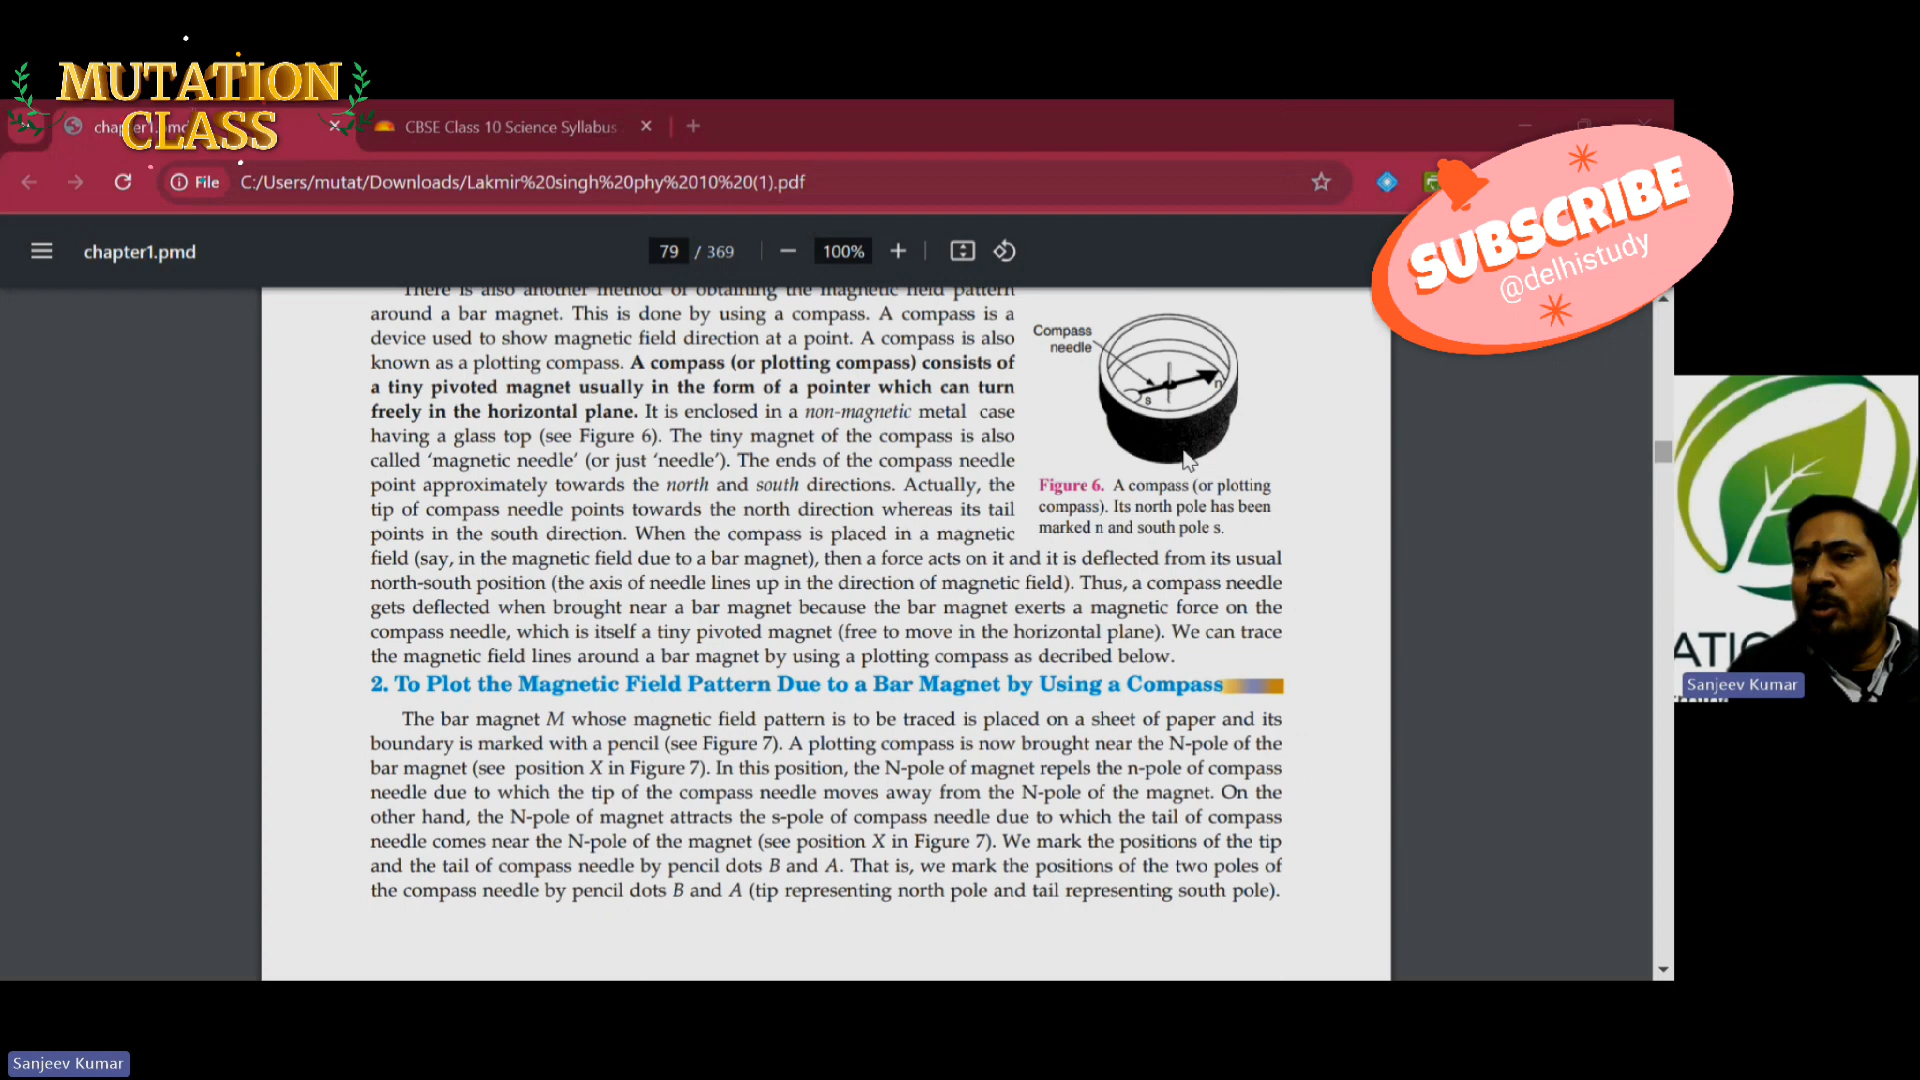 MUTATION
CLASS
chapter1.pmd
CBSE Class 10 Science Syllabus
File
C:/Users/mutat/Downloads/Lakmir%20singh%20phy%2010%20(1).pdf
SUBSCRIBE
@delhistudy
chapter1.pmd
79 / 369
100%
There is also another method of obtaining the magnetic field pattern
around a bar magnet. This is done by using a compass. A compass is a
device used to show magnetic field direction at a point. A compass is also
known as a plotting compass. A compass (or plotting compass) consists of
a tiny pivoted magnet usually in the form of a pointer which can turn
freely in the horizontal plane. It is enclosed in a non-magnetic metal case
having a glass top (see Figure 6). The tiny magnet of the compass is also
called ‘magnetic needle’ (or just ‘needle’). The ends of the compass needle
point approximately towards the north and south directions. Actually, the
tip of compass needle points towards the north direction whereas its tail
points in the south direction. When the compass is placed in a magnetic
Compass
needle
n
s
Figure 6. A compass (or plotting
compass). Its north pole has been
marked n and south pole s.
field (say, in the magnetic field due to a bar magnet), then a force acts on it and it is deflected from its usual
north-south position (the axis of needle lines up in the direction of magnetic field). Thus, a compass needle
gets deflected when brought near a bar magnet because the bar magnet exerts a magnetic force on the
compass needle, which is itself a tiny pivoted magnet (free to move in the horizontal plane). We can trace
the magnetic field lines around a bar magnet by using a plotting compass as decribed below.
2. To Plot the Magnetic Field Pattern Due to a Bar Magnet by Using a Compass
The bar magnet M whose magnetic field pattern is to be traced is placed on a sheet of paper and its
boundary is marked with a pencil (see Figure 7). A plotting compass is now brought near the N-pole of the
bar magnet (see position X in Figure 7). In this position, the N-pole of magnet repels the n-pole of compass
needle due to which the tip of the compass needle moves away from the N-pole of the magnet. On the
other hand, the N-pole of magnet attracts the s-pole of compass needle due to which the tail of compass
needle comes near the N-pole of the magnet (see position X in Figure 7). We mark the positions of the tip
and the tail of compass needle by pencil dots B and A. That is, we mark the positions of the two poles of
the compass needle by pencil dots B and A (tip representing north pole and tail representing south pole).
Sanjeev Kumar
Sanjeev Kumar